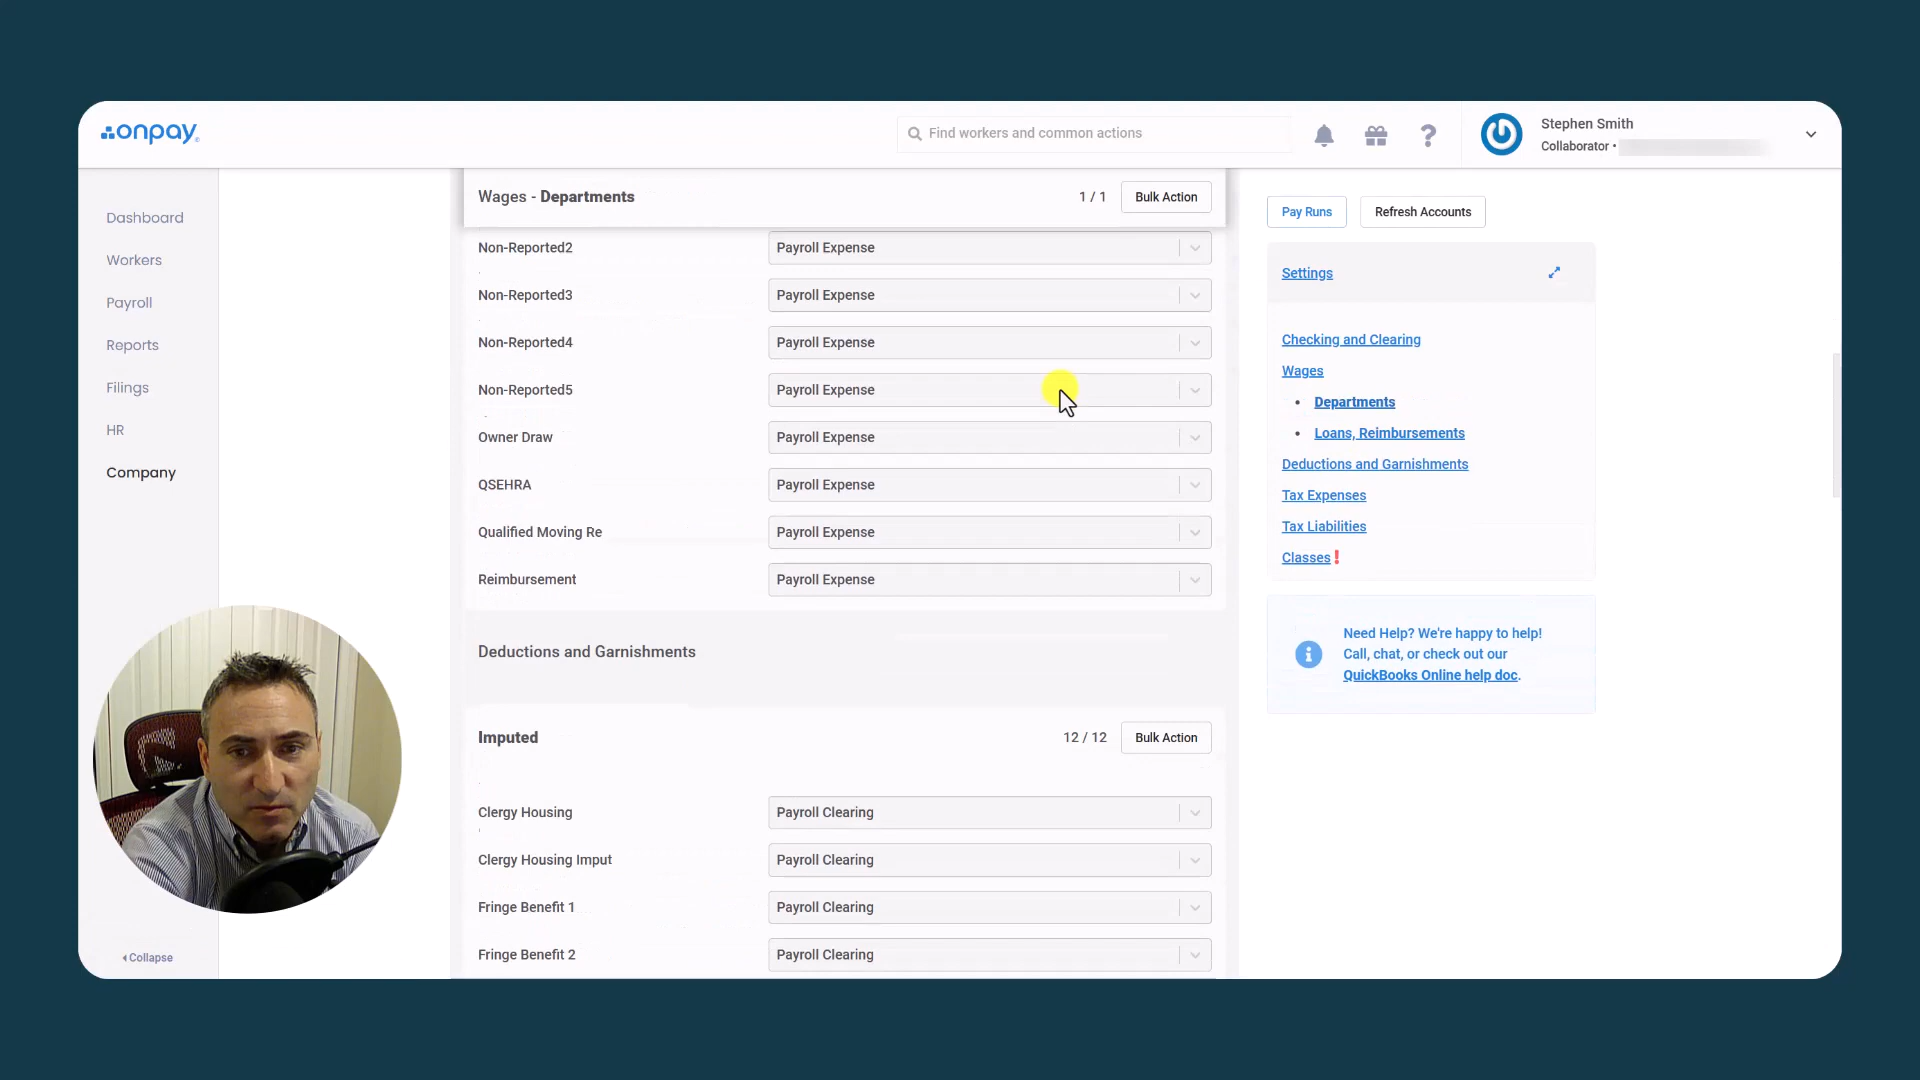 onpay
Find workers and common actions
Stephen Smith
Collaborator •
Dashboard
Workers
Payroll
Reports
Filings
HR
Company
Collapse
Wages - Departments
1 / 1
Bulk Action
Non-Reported2
Payroll Expense
Non-Reported3
Payroll Expense
Non-Reported4
Payroll Expense
Non-Reported5
Payroll Expense
Owner Draw
Payroll Expense
QSEHRA
Payroll Expense
Qualified Moving Re
Payroll Expense
Reimbursement
Payroll Expense
Deductions and Garnishments
Imputed
12 / 12
Bulk Action
Clergy Housing
Payroll Clearing
Clergy Housing Imput
Payroll Clearing
Fringe Benefit 1
Payroll Clearing
Fringe Benefit 2
Payroll Clearing
Pay Runs
Refresh Accounts
Settings
Checking and Clearing
Wages
• Departments
• Loans, Reimbursements
Deductions and Garnishments
Tax Expenses
Tax Liabilities
Classes !
Need Help? We're happy to help!
Call, chat, or check out our
QuickBooks Online help doc.